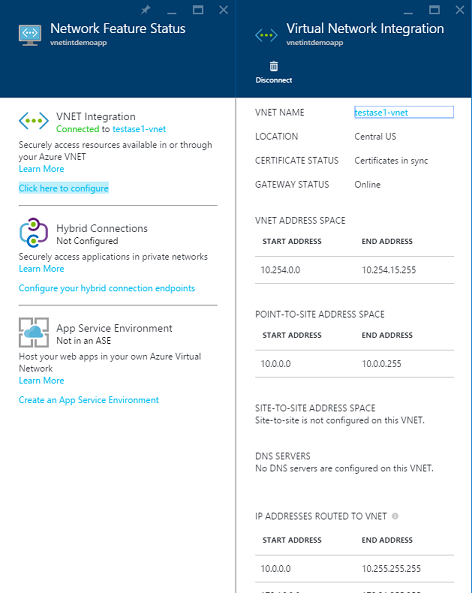 Network Feature Status
vnetintdemoapp
VNET Integration
Connected to testase1-vnet
Securely access resources available in or through
your Azure VNET
Learn More
Click here to configure
Hybrid Connections
Not Configured
Securely access applications in private networks
Learn More
Configure your hybrid connection endpoints
App Service Environment
Not in an ASE
Host your web apps in your own Azure Virtual
Network
Learn More
Create an App Service Environment
Virtual Network Integration
vnetintdemoapp
Disconnect
VNET NAME testase1-vnet
LOCATION Central US
CERTIFICATE STATUS Certificates in sync
GATEWAY STATUS Online
VNET ADDRESS SPACE
START ADDRESS END ADDRESS
10.254.0.0 10.254.15.255
POINT-TO-SITE ADDRESS SPACE
START ADDRESS END ADDRESS
10.0.0.0 10.0.0.255
SITE-TO-SITE ADDRESS SPACE
Site-to-site is not configured on this VNET.
DNS SERVERS
No DNS servers are configured on this VNET.
IP ADDRESSES ROUTED TO VNET
START ADDRESS END ADDRESS
10.0.0.0 10.255.255.255